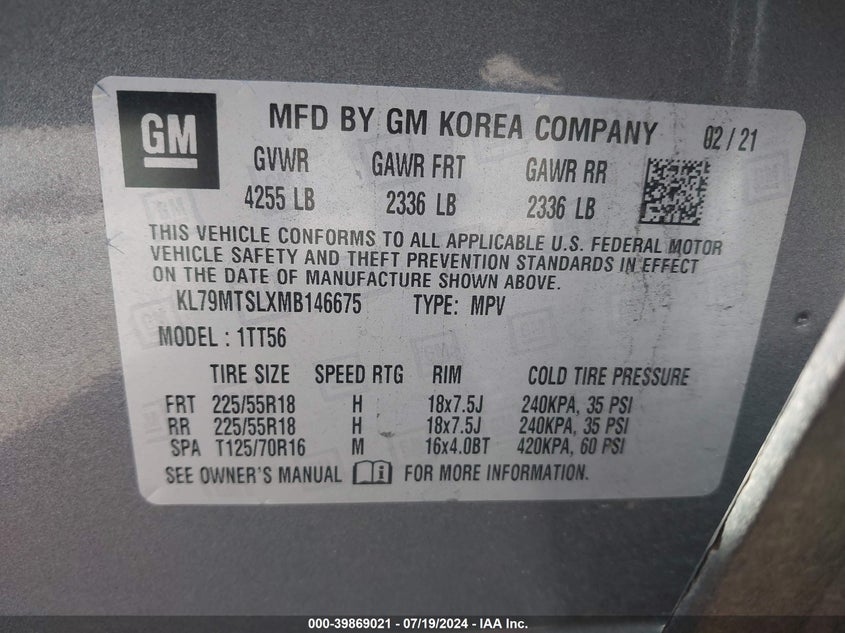 GM
MFD BY GM KOREA COMPANY 02/21
GVWR GAWR FRT GAWR RR
4255 LB 2336 LB 2336 LB
THIS VEHICLE CONFORMS TO ALL APPLICABLE U.S. FEDERAL MOTOR
VEHICLE SAFETY AND THEFT PREVENTION STANDARDS IN EFFECT
ON THE DATE OF MANUFACTURE SHOWN ABOVE.
KL79MTSLXMB146675 TYPE: MPV
MODEL : 1TT56
TIRE SIZE SPEED RTG RIM COLD TIRE PRESSURE
FRT 225/55R18 H 18x7.5J 240KPA, 35 PSI
RR 225/55R18 H 18x7.5J 240KPA, 35 PSI
SPA T125/70R16 M 16x4.0BT 420KPA, 60 PSI
SEE OWNER'S MANUAL i FOR MORE INFORMATION.
000-39869021 - 07/19/2024 - IAA Inc.